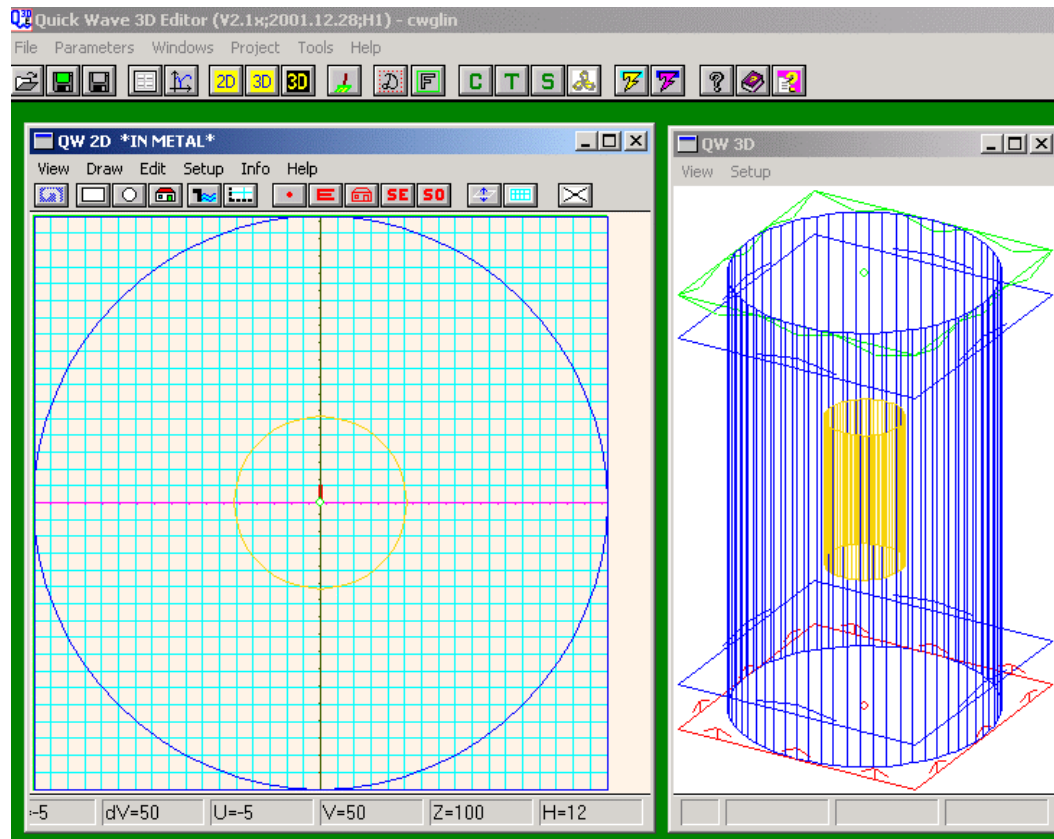 Quick Wave 3D Editor (V2.1x;2001.12.28;H1) - cwglin
File Parameters Windows Project Tools Help
2D 3D 3D D F C T S ?
QW 2D *IN METAL*
View Draw Edit Setup Info Help
E SE SO
:-5 dV=50 U=-5 V=50 Z=100 H=12
QW 3D
View Setup